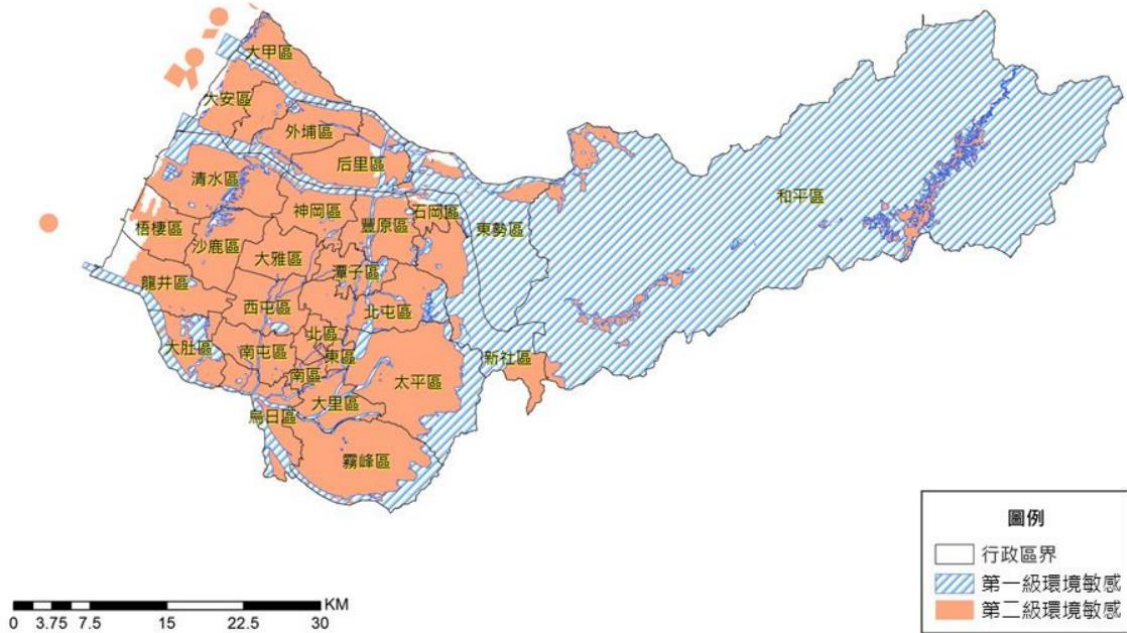 大甲區
大安區
外埔區
后里區
清水區
和平區
神岡區
石岡區
豐原區
東勢區
梧棲區
沙鹿區
大雅區
潭子區
龍井區
西屯區
北屯區
大肚區
南屯區
北區
東區
新社區
南區
太平區
大里區
烏日區
霧峰區
圖例
行政區界
第一級環境敏感
第二級環境敏感
KM
0 3.75 7.5 15 22.5 30